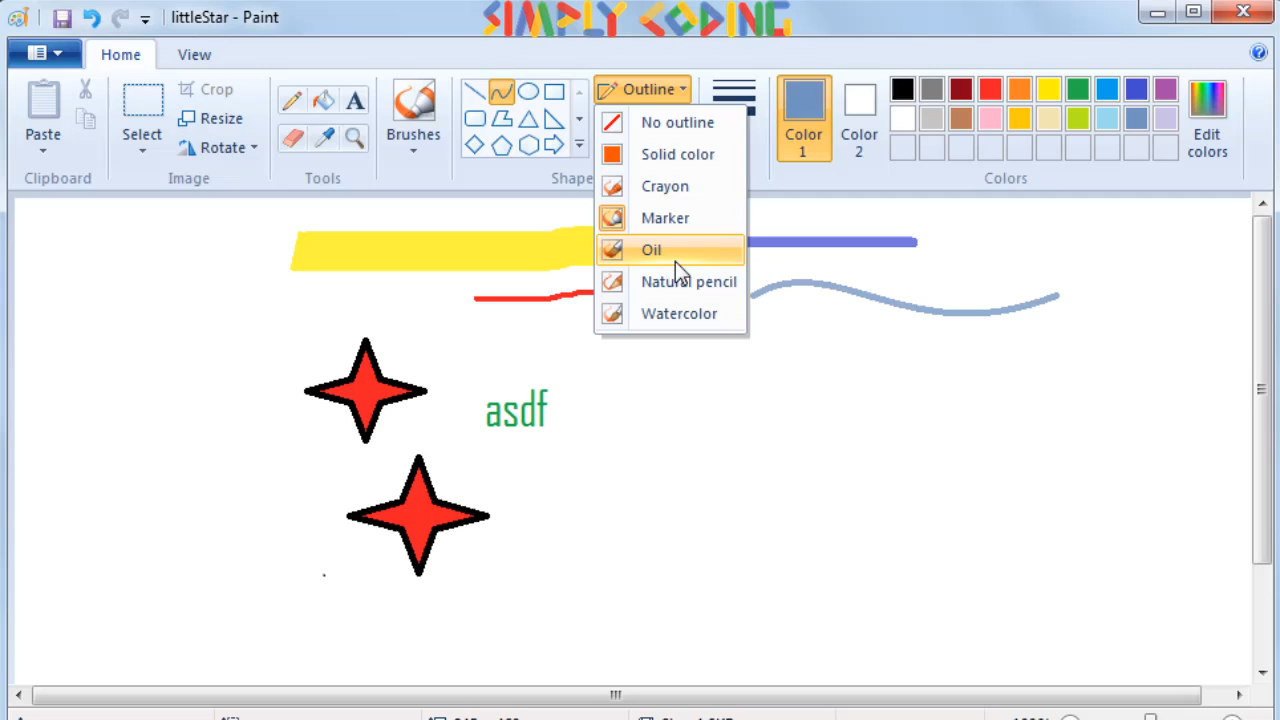 littleStar - Paint
SIMPLY CODING
Home
View
Paste
Clipboard
Select
Crop
Resize
Rotate
Image
A
Tools
Brushes
Shape
Outline
No outline
Solid color
Crayon
Marker
Oil
Natural pencil
Watercolor
Color
1
Color
2
Edit
colors
Colors
asdf